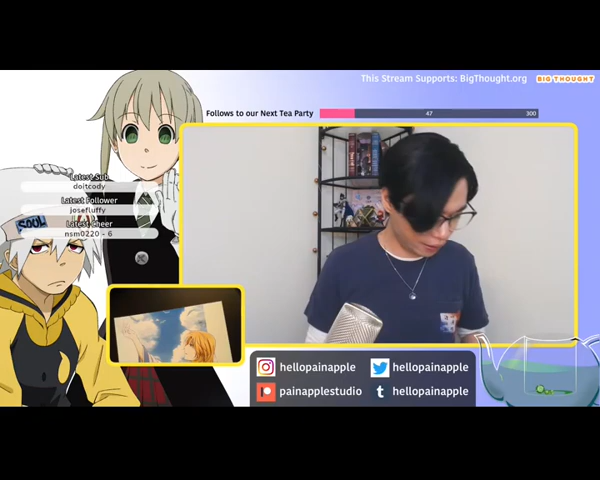 This Stream Supports: BigThought.org
BIG THOUGHT
Follows to our Next Tea Party
47
300
Latest Sub
doitcody
Latest Follower
josefluffy
Latest Cheer
nsm0220 - 6
SOUL
hellopainapple
hellopainapple
painapplestudio
hellopainapple